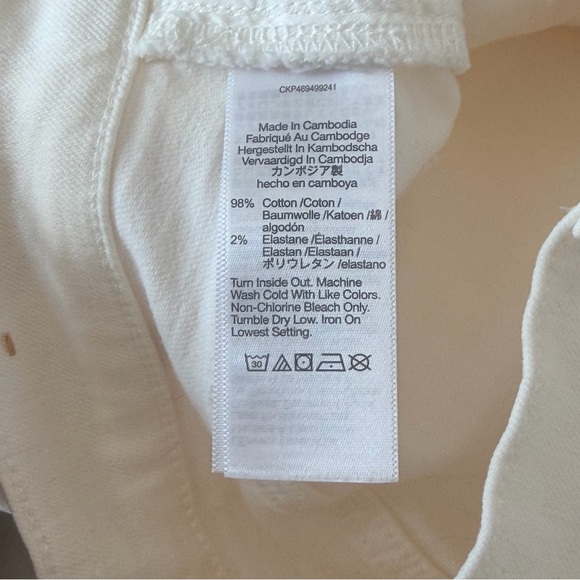 CKP469499241
Made In Cambodia
Fabriqué Au Cambodge
Hergestellt In Kambodscha
Vervaardigd In Cambodja
カンボジア製
hecho en camboya
98% Cotton /Coton /
Baumwolle /Katoen /綿 /
algodón
2% Elastane /Élasthanne /
Elastan /Elastaan /
ポリウレタン /elastano
Turn Inside Out. Machine
Wash Cold With Like Colors.
Non-Chlorine Bleach Only.
Tumble Dry Low. Iron On
Lowest Setting.
30